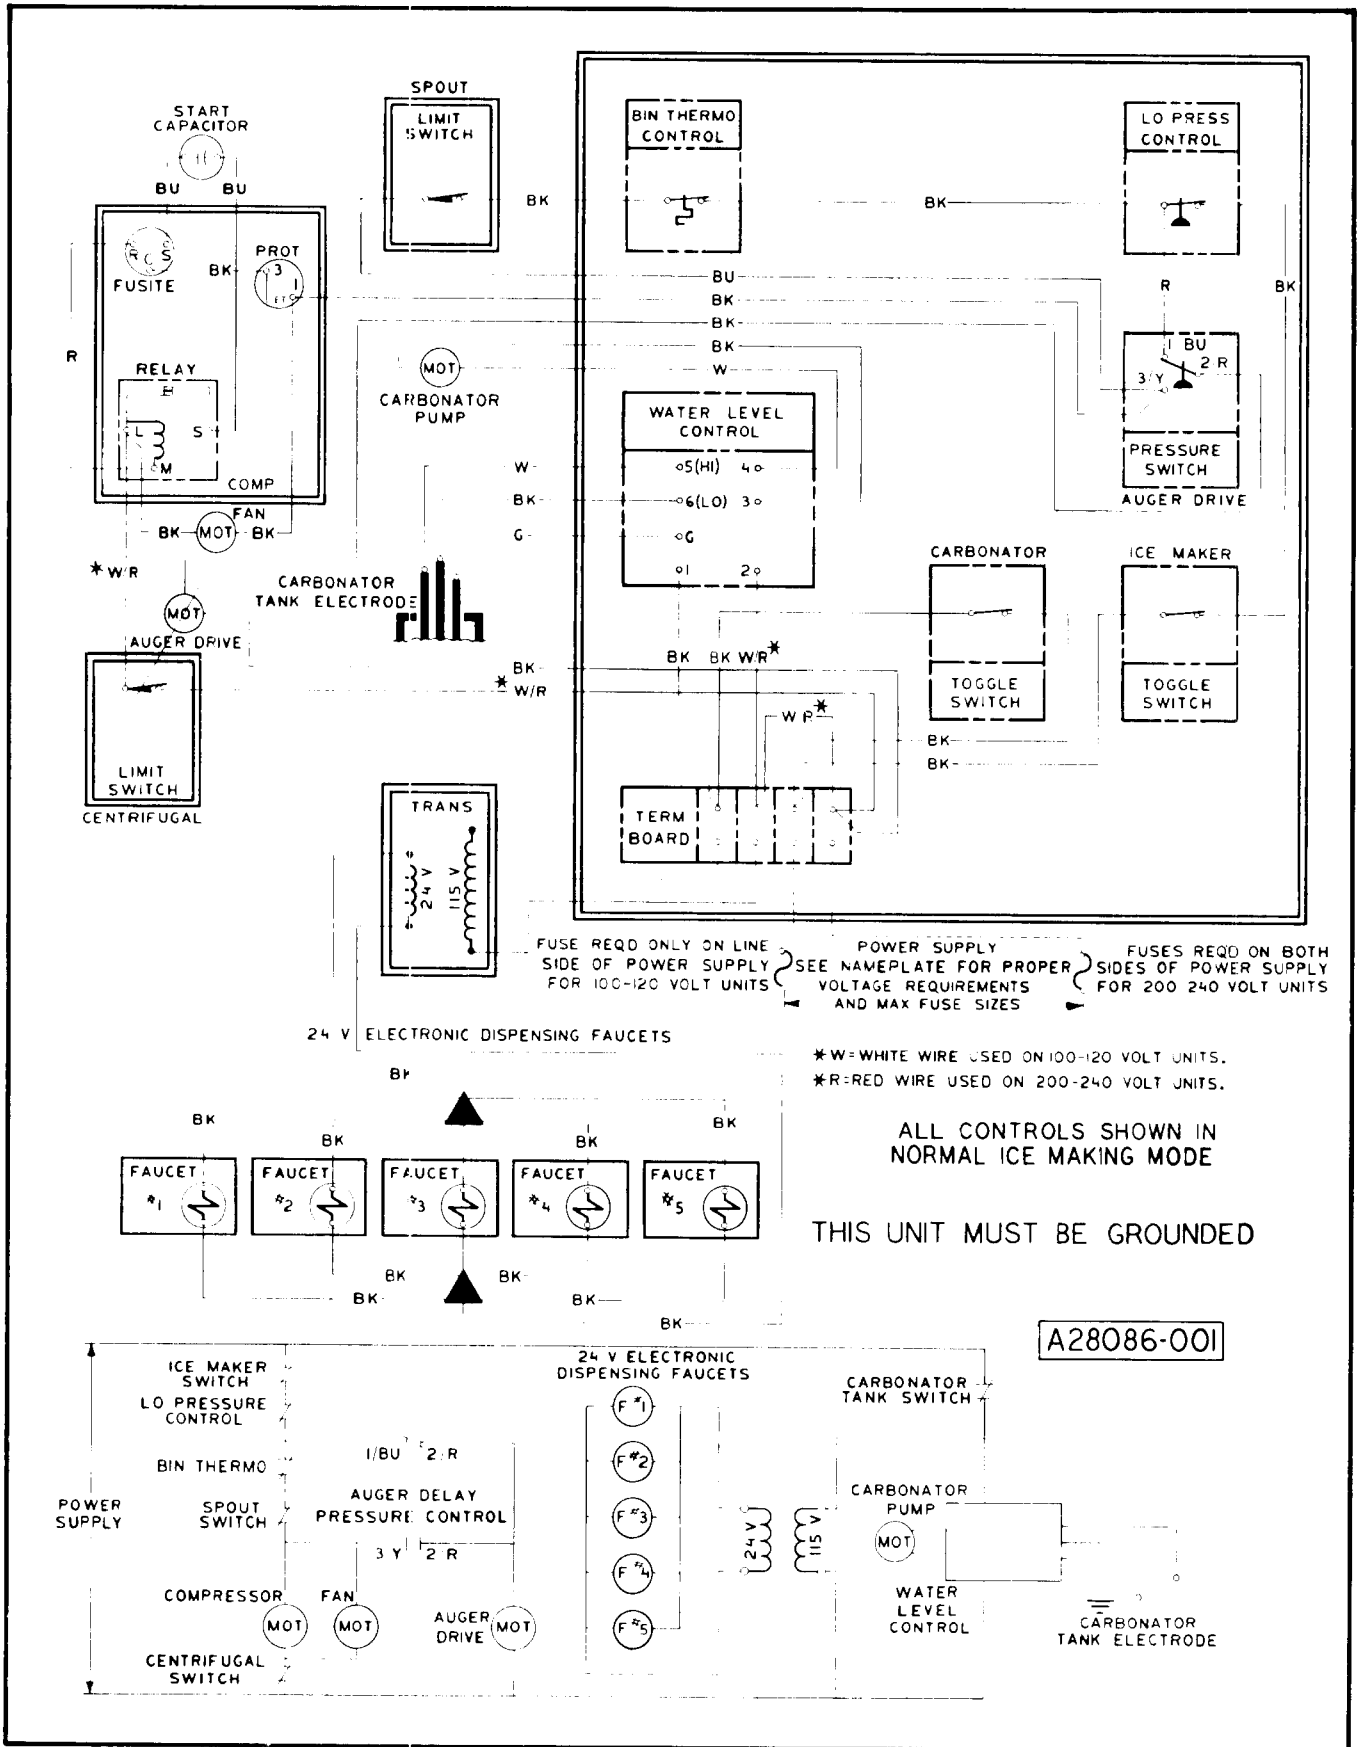 SPOUT
LIMIT
SWITCH
START
CAPACITOR
BU
BU
BIN THERMO
CONTROL
LO PRESS
CONTROL
BK
BK
R C S
FUSITE
PROT
3
1
BK
BU
BK
BK
BK
W
R
BK
R
RELAY
L
S
M
COMP
MOT
CARBONATOR
PUMP
1 BU
2 R
3/Y
PRESSURE
SWITCH
AUGER DRIVE
WATER LEVEL
CONTROL
5(HI) 4
6(LO) 3
G
1 2
W
BK
G
FAN
BK MOT BK
* W/R
MOT
AUGER DRIVE
CARBONATOR
TANK ELECTRODE
CARBONATOR
TOGGLE
SWITCH
ICE MAKER
TOGGLE
SWITCH
BK BK W/R*
BK
* W/R
W R*
BK
BK
LIMIT
SWITCH
CENTRIFUGAL
TRANS
24 V
115 V
TERM
BOARD
FUSE REQD ONLY ON LINE
SIDE OF POWER SUPPLY
FOR 100-120 VOLT UNITS
POWER SUPPLY
SEE NAMEPLATE FOR PROPER
VOLTAGE REQUIREMENTS
AND MAX FUSE SIZES
FUSES REQD ON BOTH
SIDES OF POWER SUPPLY
FOR 200 240 VOLT UNITS
24 V ELECTRONIC DISPENSING FAUCETS
*W=WHITE WIRE USED ON 100-120 VOLT UNITS.
*R=RED WIRE USED ON 200-240 VOLT UNITS.
BK
BK
BK
BK
BK
ALL CONTROLS SHOWN IN
NORMAL ICE MAKING MODE
FAUCET
#1
FAUCET
#2
FAUCET
#3
FAUCET
#4
FAUCET
#5
THIS UNIT MUST BE GROUNDED
BK
BK
BK
BK
BK
A28086-001
ICE MAKER
SWITCH
LO PRESSURE
CONTROL
BIN THERMO
SPOUT
SWITCH
POWER
SUPPLY
1/BU 2 R
AUGER DELAY
PRESSURE CONTROL
3 Y 2 R
COMPRESSOR
MOT
FAN
MOT
AUGER
DRIVE
MOT
CENTRIFUGAL
SWITCH
24 V ELECTRONIC
DISPENSING FAUCETS
F #1
F #2
F #3
F #4
F #5
24 V
115 V
CARBONATOR
TANK SWITCH
CARBONATOR
PUMP
MOT
WATER
LEVEL
CONTROL
CARBONATOR
TANK ELECTRODE